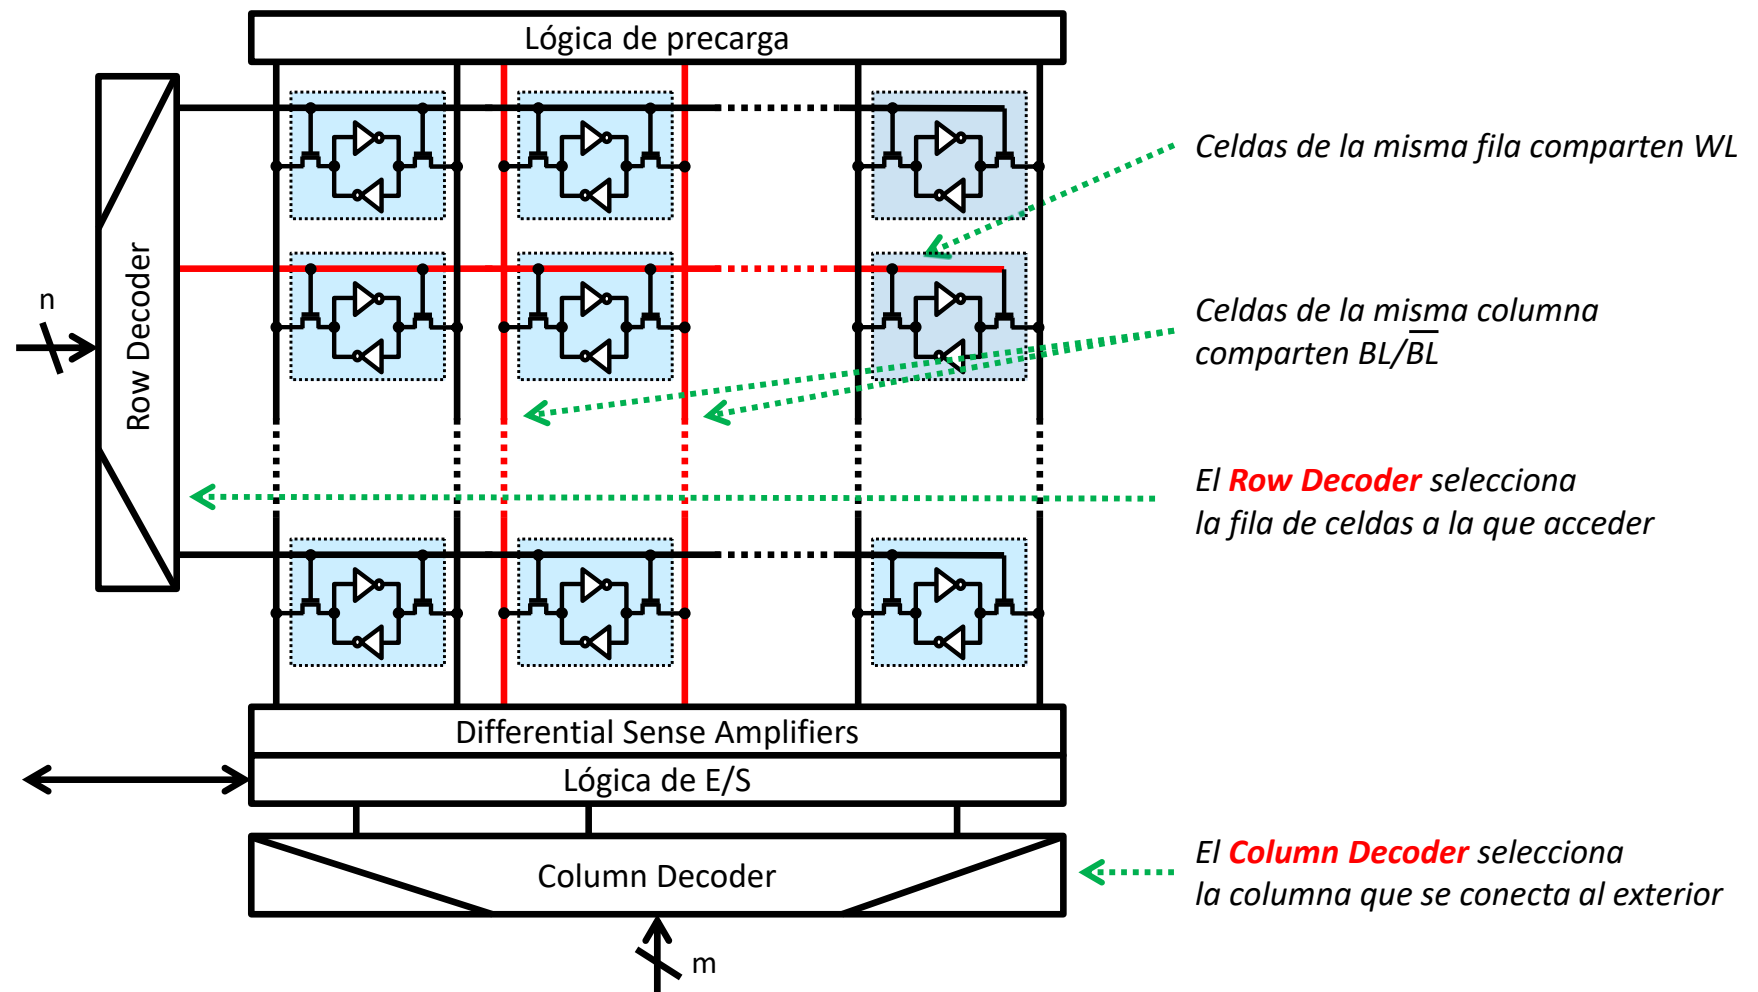 Lógica de precarga
Celdas de la misma fila comparten WL
n
Row Decoder
Celdas de la misma columna
comparten BL/B̅L̅
El Row Decoder selecciona
la fila de celdas a la que acceder
Differential Sense Amplifiers
Lógica de E/S
Column Decoder
El Column Decoder selecciona
la columna que se conecta al exterior
m